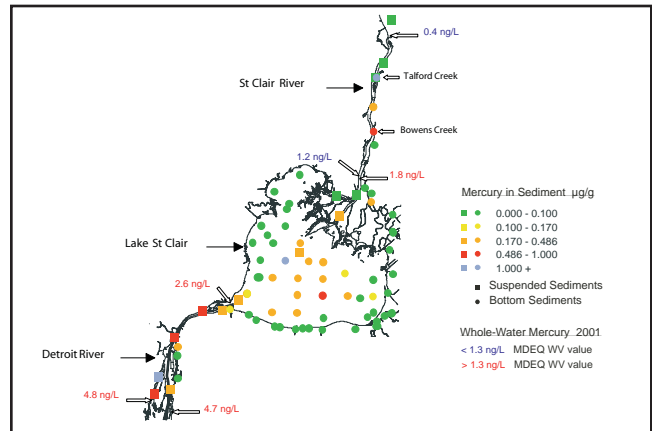 0.4 ng/L
Talford Creek
St Clair River
Bowens Creek
1.2 ng/L
1.8 ng/L
Mercury in Sediment µg/g
0.000 - 0.100
0.100 - 0.170
0.170 - 0.486
0.486 - 1.000
1.000 +
Suspended Sediments
Bottom Sediments
Lake St Clair
2.6 ng/L
Whole-Water Mercury 2001
< 1.3 ng/L MDEQ WV value
> 1.3 ng/L MDEQ WV value
Detroit River
4.8 ng/L
4.7 ng/L